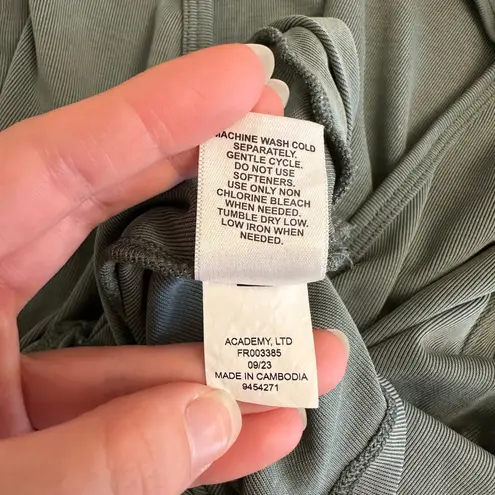 MACHINE WASH COLD
SEPARATELY.
GENTLE CYCLE.
DO NOT USE
SOFTENERS.
USE ONLY NON
CHLORINE BLEACH
WHEN NEEDED.
TUMBLE DRY LOW.
LOW IRON WHEN
NEEDED.
ACADEMY, LTD
FR003385
09/23
MADE IN CAMBODIA
9454271